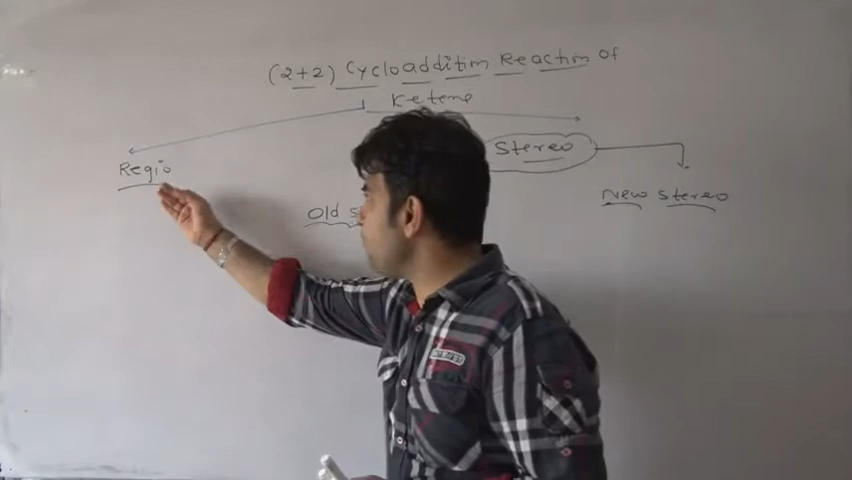 (2+2) Cycloaddition Reaction of
Ketene
Regio
Stereo
Old s
New stereo